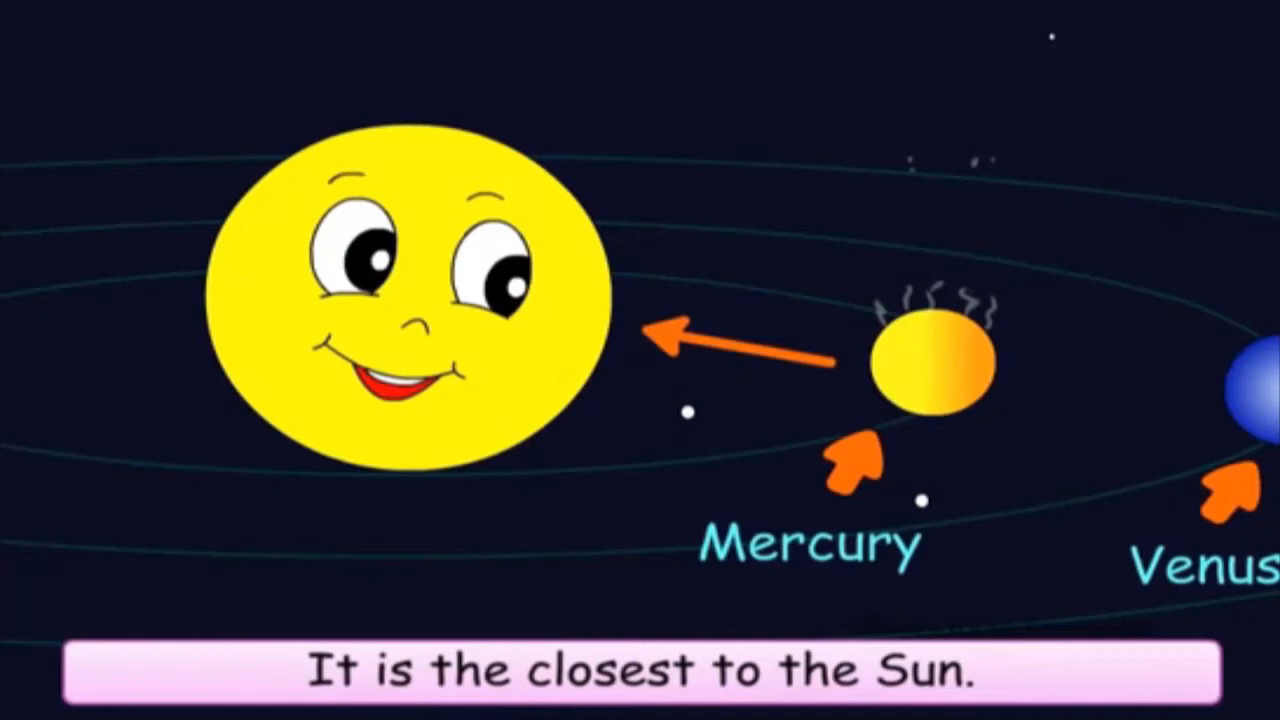 Mercury
Venus
It is the closest to the Sun.